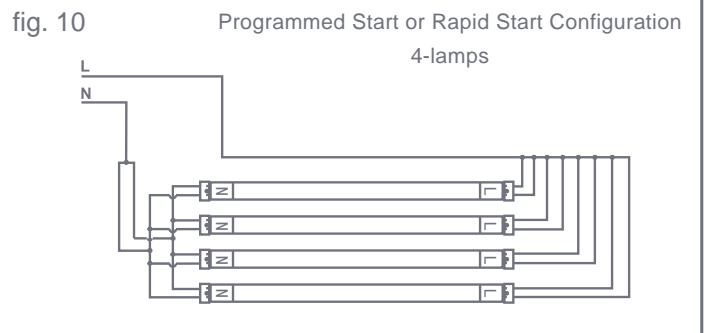 fig. 10
Programmed Start or Rapid Start Configuration
4-lamps
L
N
N L
N L
N L
N L